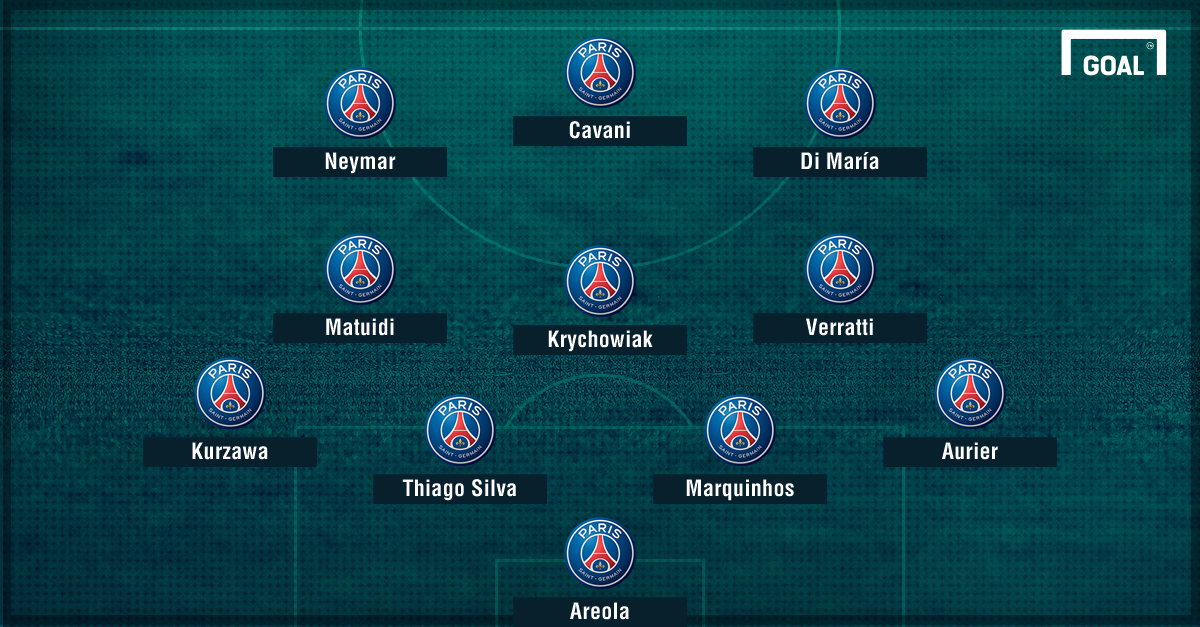 GOAL
PARIS
SAINT-GERMAIN
Cavani
PARIS
SAINT-GERMAIN
Neymar
PARIS
SAINT-GERMAIN
Di María
PARIS
SAINT-GERMAIN
Matuidi
PARIS
SAINT-GERMAIN
Krychowiak
PARIS
SAINT-GERMAIN
Verratti
PARIS
SAINT-GERMAIN
Kurzawa
PARIS
SAINT-GERMAIN
Thiago Silva
PARIS
SAINT-GERMAIN
Marquinhos
PARIS
SAINT-GERMAIN
Aurier
PARIS
SAINT-GERMAIN
Areola